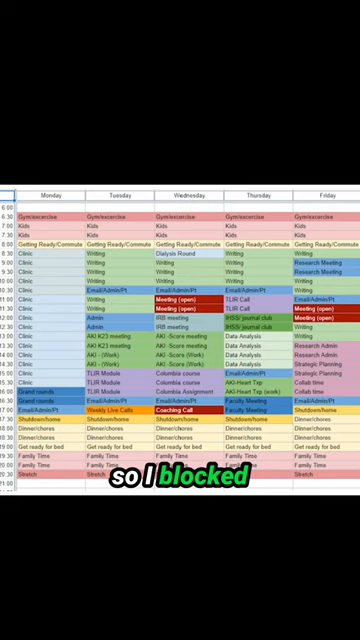 Monday Tuesday Wednesday Thursday Friday
6:00
6:30 Gym/excercise Gym/excercise Gym/excercise Gym/excercise Gym/excercise
7:00 Kids Kids Kids Kids Kids
7:30 Kids Kids Kids Kids Kids
8:00 Getting Ready/Commute Getting Ready/Commute Getting Ready/Commute Getting Ready/Commute Getting Ready/Commute
8:30 Clinic Writing Dialysis Round Writing Writing
Clinic Writing Writing Writing Research Meeting
Clinic Writing Writing Writing Research Meeting
Clinic Writing Writing Writing Writing
Clinic Email/Admin/Pt Email/Admin/Pt Email/Admin/Pt Writing
Clinic Writing Meeting (open) TLIR Call Email/Admin/Pt
Clinic Writing Meeting (open) TLIR Call Meeting (open)
Clinic Admin IRB meeting IHSS/ journal club Meeting (open)
Clinic Admin IRB meeting IHSS/ journal club Writing
Clinic AKI K23 meeting AKI -Score meeting Data Analysis Writing
Clinic AKI K23 meeting AKI -Score meeting Data Analysis Research Admin
Clinic AKI - (Work) AKI -Score meeting Data Analysis Research Admin
Clinic AKI - (Work) AKI -Score meeting Data Analysis Strategic Planning
Clinic TLIR Module Columbia course Email/Admin/Pt Strategic Planning
Clinic TLIR Module Columbia course AKI-Heart Txp Collab time
Grand rounds TLIR Module Columbia Assignment AKI-Heart Txp (work) Collab time
Grand rounds Email/Admin/Pt Email/Admin/Pt Faculty Meeting Email/Admin/Pt
Email/Admin/Pt Weekly Live Calls Coaching Call Faculty Meeting Shutdown/home
Shutdown/home Shutdown/home Shutdown/home Shutdown/home Shutdown/home
Dinner/chores Dinner/chores Dinner/chores Dinner/chores Dinner/chores
Dinner/chores Dinner/chores Dinner/chores Dinner/chores Dinner/chores
Get ready for bed Get ready for bed Get ready for bed Get ready for bed Get ready for bed
Family Time Family Time Family Time Family Time Family Time
Family Time Family Time Family Time Family Time Family Time
Stretch Stretch Stretch Stretch Stretch
so I blocked